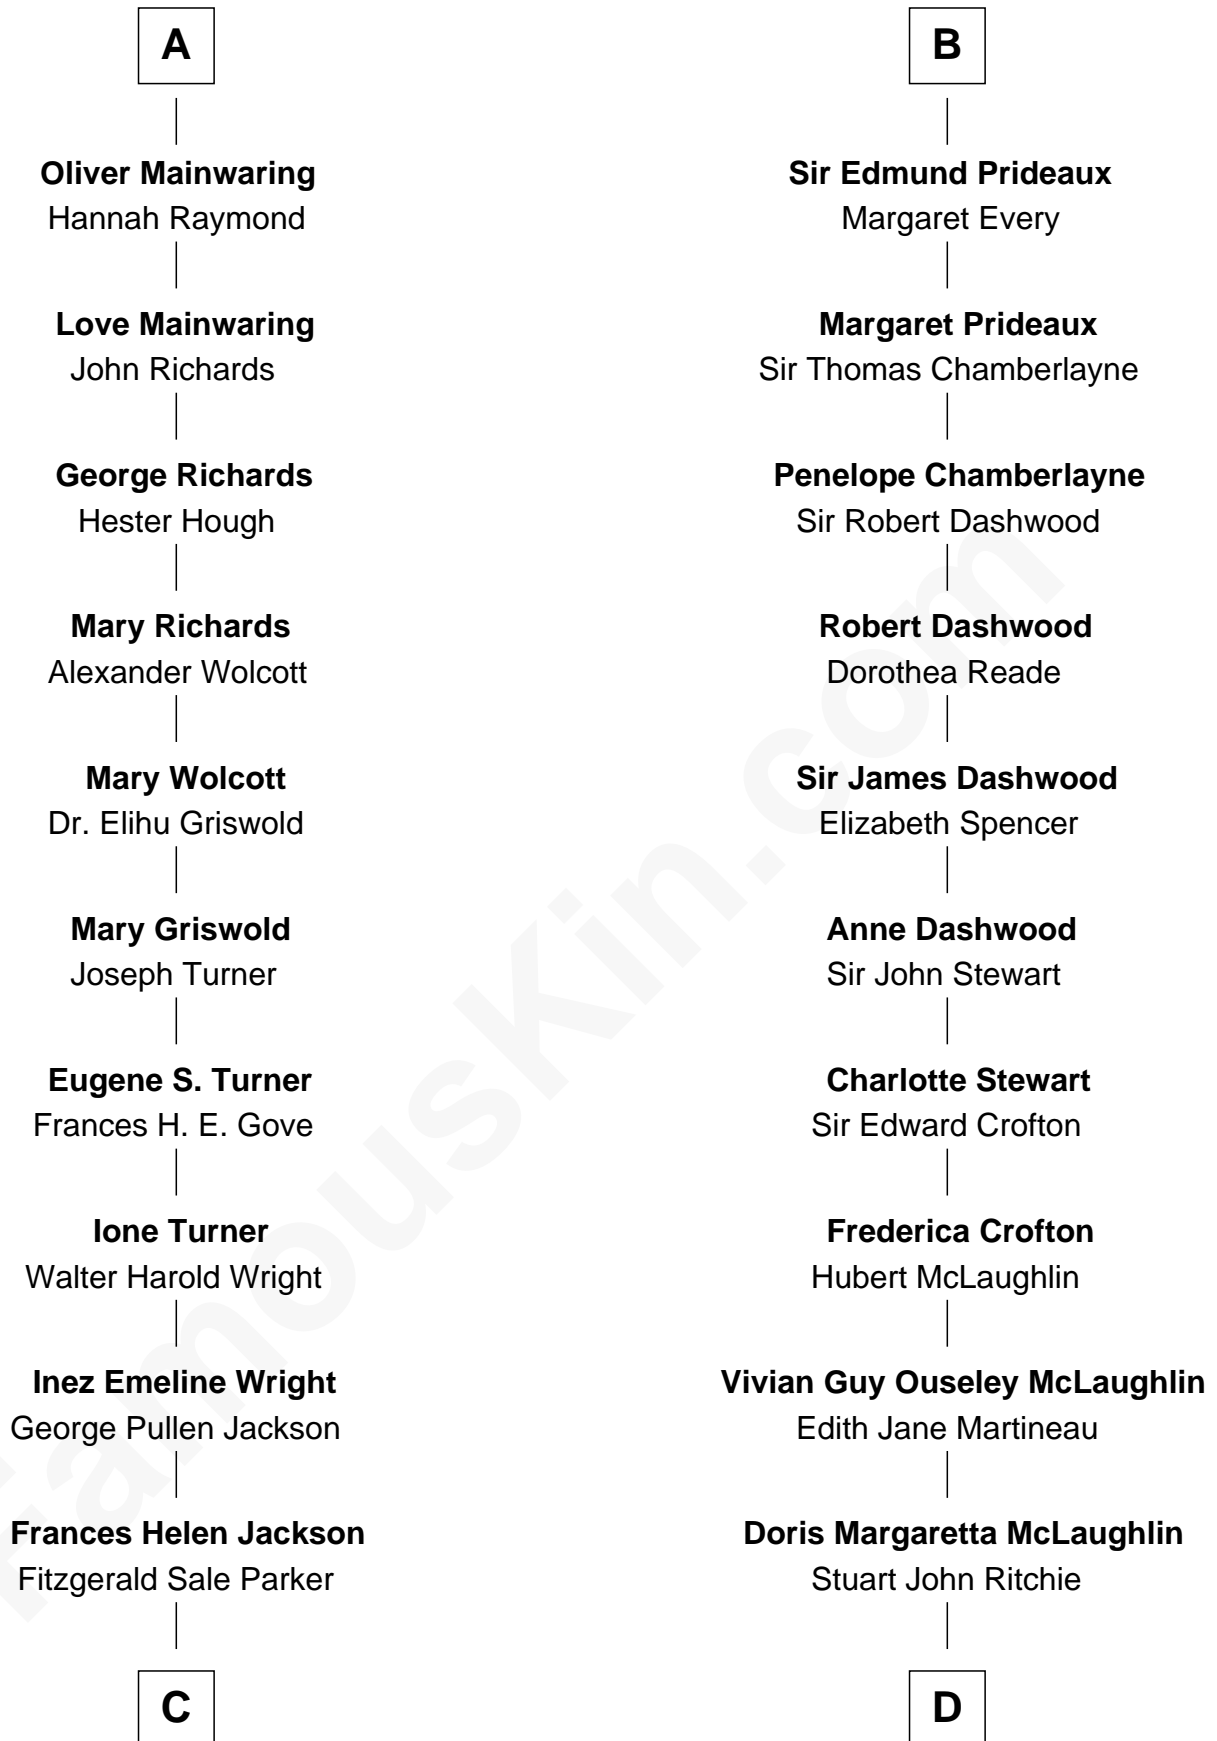 A
Oliver Mainwaring
Hannah Raymond
Love Mainwaring
John Richards
George Richards
Hester Hough
Mary Richards
Alexander Wolcott
Mary Wolcott
Dr. Elihu Griswold
Mary Griswold
Joseph Turner
Eugene S. Turner
Frances H. E. Gove
Ione Turner
Walter Harold Wright
Inez Emeline Wright
George Pullen Jackson
Frances Helen Jackson
Fitzgerald Sale Parker
C
B
Sir Edmund Prideaux
Margaret Every
Margaret Prideaux
Sir Thomas Chamberlayne
Penelope Chamberlayne
Sir Robert Dashwood
Robert Dashwood
Dorothea Reade
Sir James Dashwood
Elizabeth Spencer
Anne Dashwood
Sir John Stewart
Charlotte Stewart
Sir Edward Crofton
Frederica Crofton
Hubert McLaughlin
Vivian Guy Ouseley McLaughlin
Edith Jane Martineau
Doris Margaretta McLaughlin
Stuart John Ritchie
D
FamousKin.com